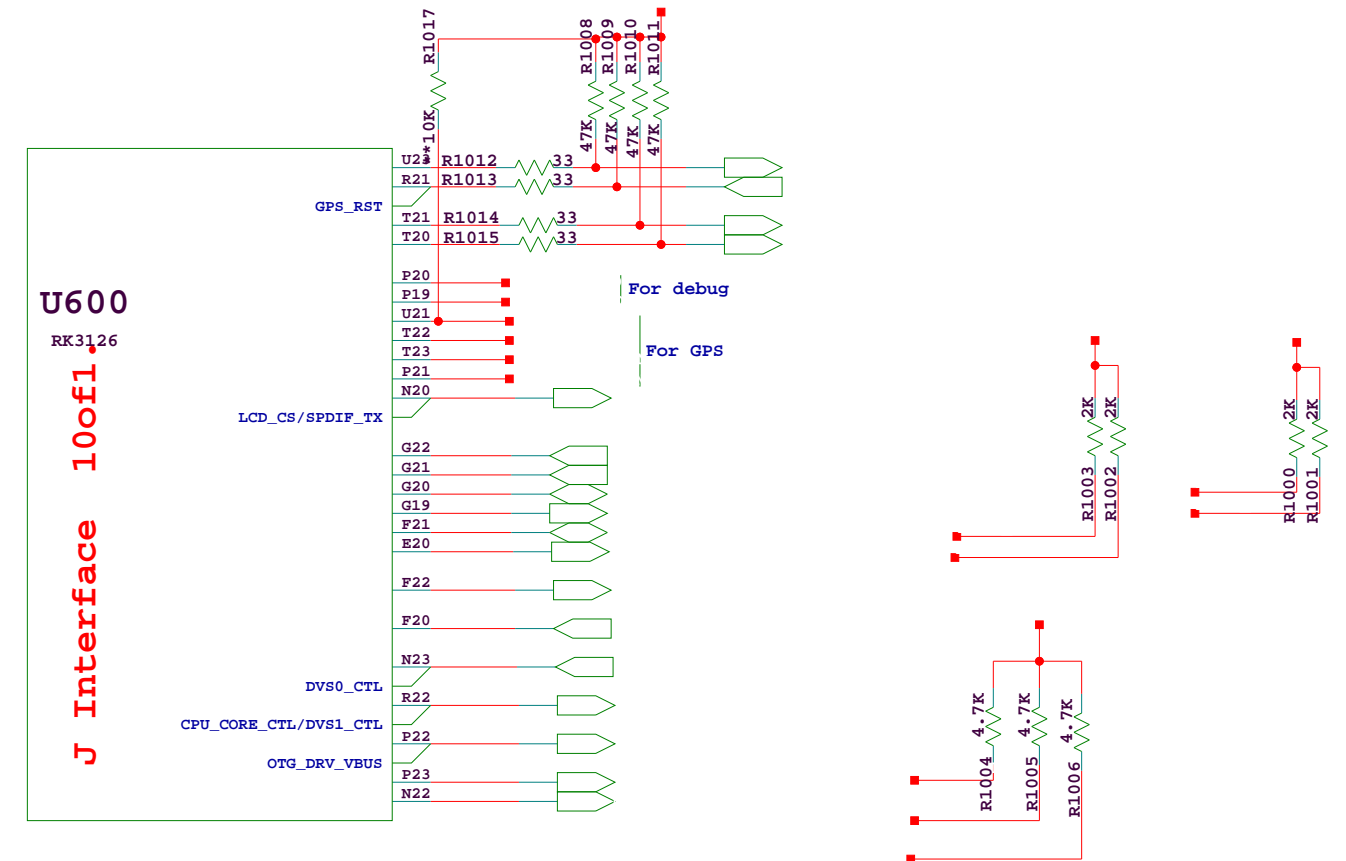 R1017
R1008
R1009
R1010
R1011
**10K
47K
47K
47K
47K
U23
R1012
33
R21
R1013
33
GPS_RST
T21
R1014
33
T20
R1015
33
P20
P19
For debug
U600
U21
RK3126
T22
For GPS
T23
P21
N20
LCD_CS/SPDIF_TX
J Interface 10of1.
G22
G21
G20
G19
F21
E20
F22
F20
N23
DVS0_CTL
R22
CPU_CORE_CTL/DVS1_CTL
P22
OTG_DRV_VBUS
P23
N22
2K
2K
R1003
R1002
2K
2K
R1000
R1001
4.7K
4.7K
4.7K
R1004
R1005
R1006